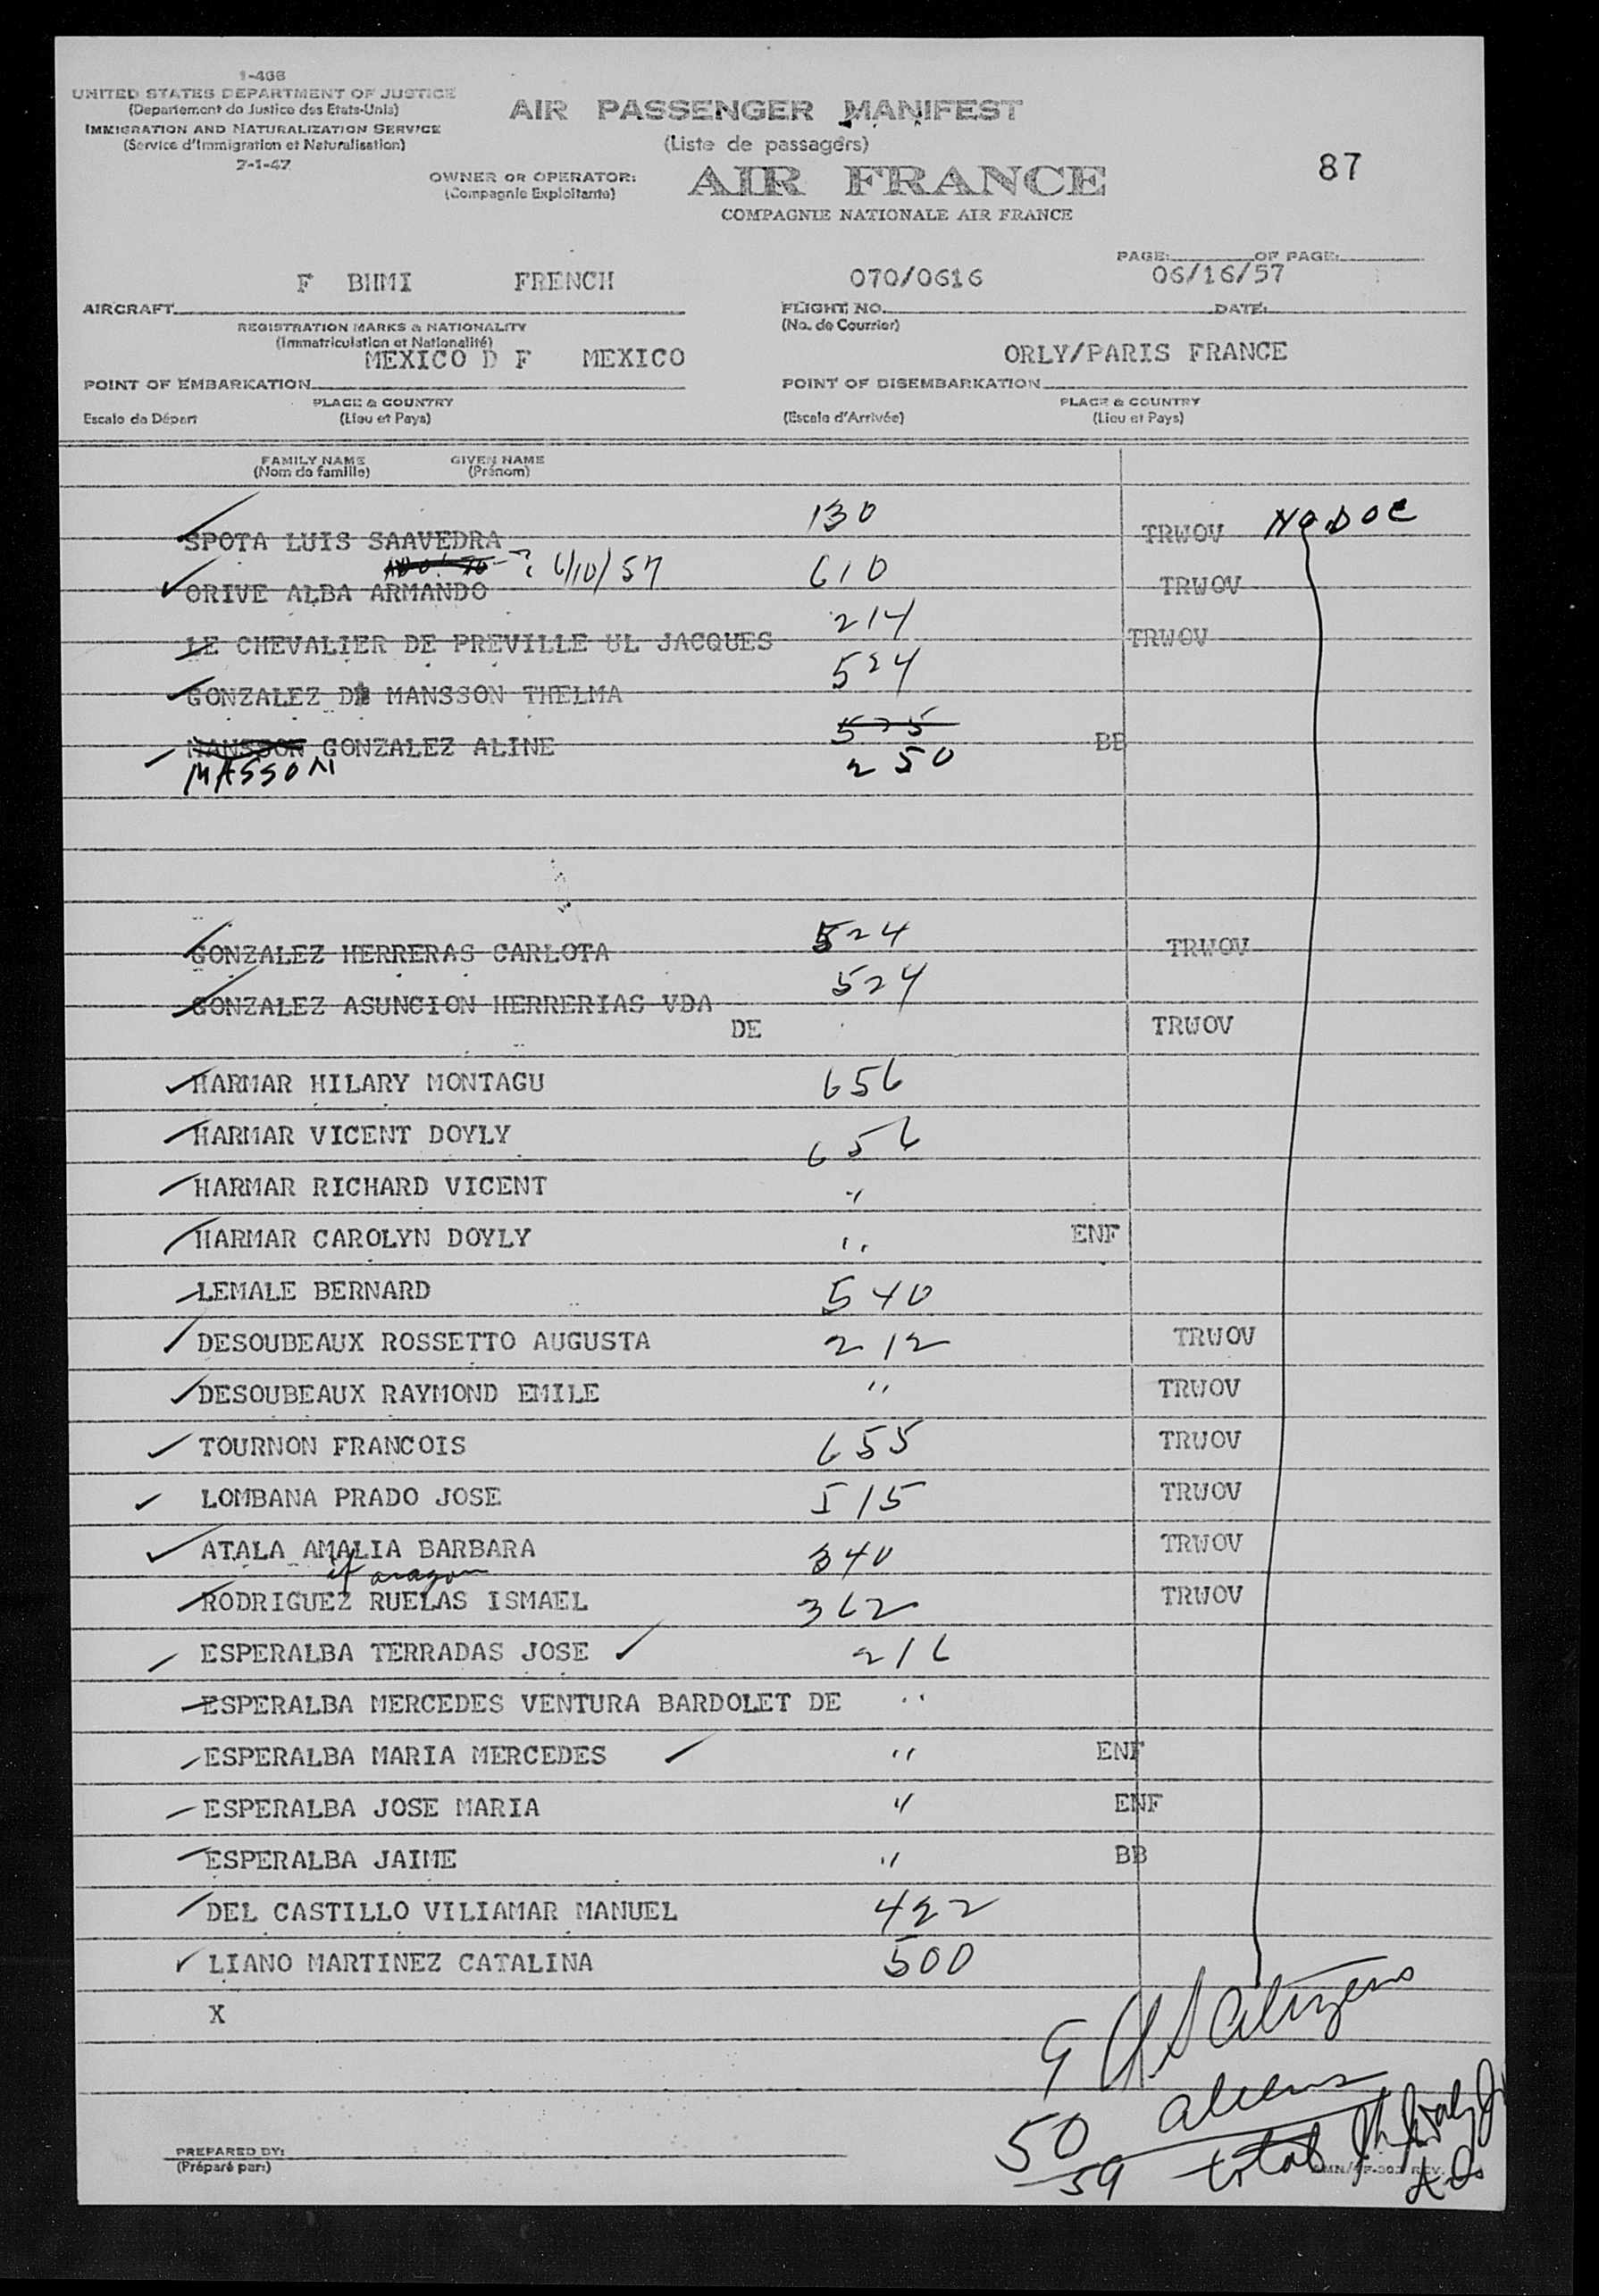 1-466
UNITED STATES DEPARTMENT OF JUSTICE
(Departement de Justice des Etats-Unis)
IMMIGRATION AND NATURALIZATION SERVICE
(Service d'Immigration et Naturalisation)
7-1-47
AIR PASSENGER MANIFEST
(Liste de passagers)
OWNER OR OPERATOR:
(Compagnie Exploitante)
AIR FRANCE
COMPAGNIE NATIONALE AIR FRANCE
87
PAGE: OF PAGE:
F BHMI FRENCH 070/0616 06/16/57
AIRCRAFT FLIGHT NO. DATE:
REGISTRATION MARKS & NATIONALITY (No. de Courrier)
(Immatriculation et Nationalité)
MEXICO D F MEXICO ORLY/PARIS FRANCE
POINT OF EMBARKATION POINT OF DISEMBARKATION
PLACE & COUNTRY PLACE & COUNTRY
Escale de Départ (Lieu et Pays) (Escale d'Arrivée) (Lieu et Pays)
FAMILY NAME GIVEN NAME
(Nom de famille) (Prénom)
SPOTA LUIS SAAVEDRA 130 TRWOV NO DOC
6/10/57
ORIVE ALBA ARMANDO 610 TRWOV
LE CHEVALIER DE PREVILLE UL JACQUES 214 TRWOV
GONZALEZ DE MANSSON THELMA 524
MANSSON GONZALEZ ALINE 525 BB
MASSON 250
GONZALEZ HERRERAS CARLOTA 524 TRWOV
GONZALEZ ASUNCION HERRERIAS VDA 524
DE TRWOV
HARMAR HILARY MONTAGU 656
HARMAR VICENT DOYLY 656
HARMAR RICHARD VICENT "
HARMAR CAROLYN DOYLY " ENF
LEMALE BERNARD 540
DESOUBEAUX ROSSETTO AUGUSTA 212 TRWOV
DESOUBEAUX RAYMOND EMILE " TRWOV
TOURNON FRANCOIS 655 TRWOV
LOMBANA PRADO JOSE 515 TRWOV
ATALA AMALIA BARBARA 340 TRWOV
aragon
RODRIGUEZ RUELAS ISMAEL 362 TRWOV
ESPERALBA TERRADAS JOSE 216
ESPERALBA MERCEDES VENTURA BARDOLET DE "
ESPERALBA MARIA MERCEDES " ENF
ESPERALBA JOSE MARIA " ENF
ESPERALBA JAIME " BB
DEL CASTILLO VILIAMAR MANUEL 422
LIANO MARTINEZ CATALINA 500
X
9 US Citizens
50 aliens
59 total
PREPARED BY:
(Préparé par:)